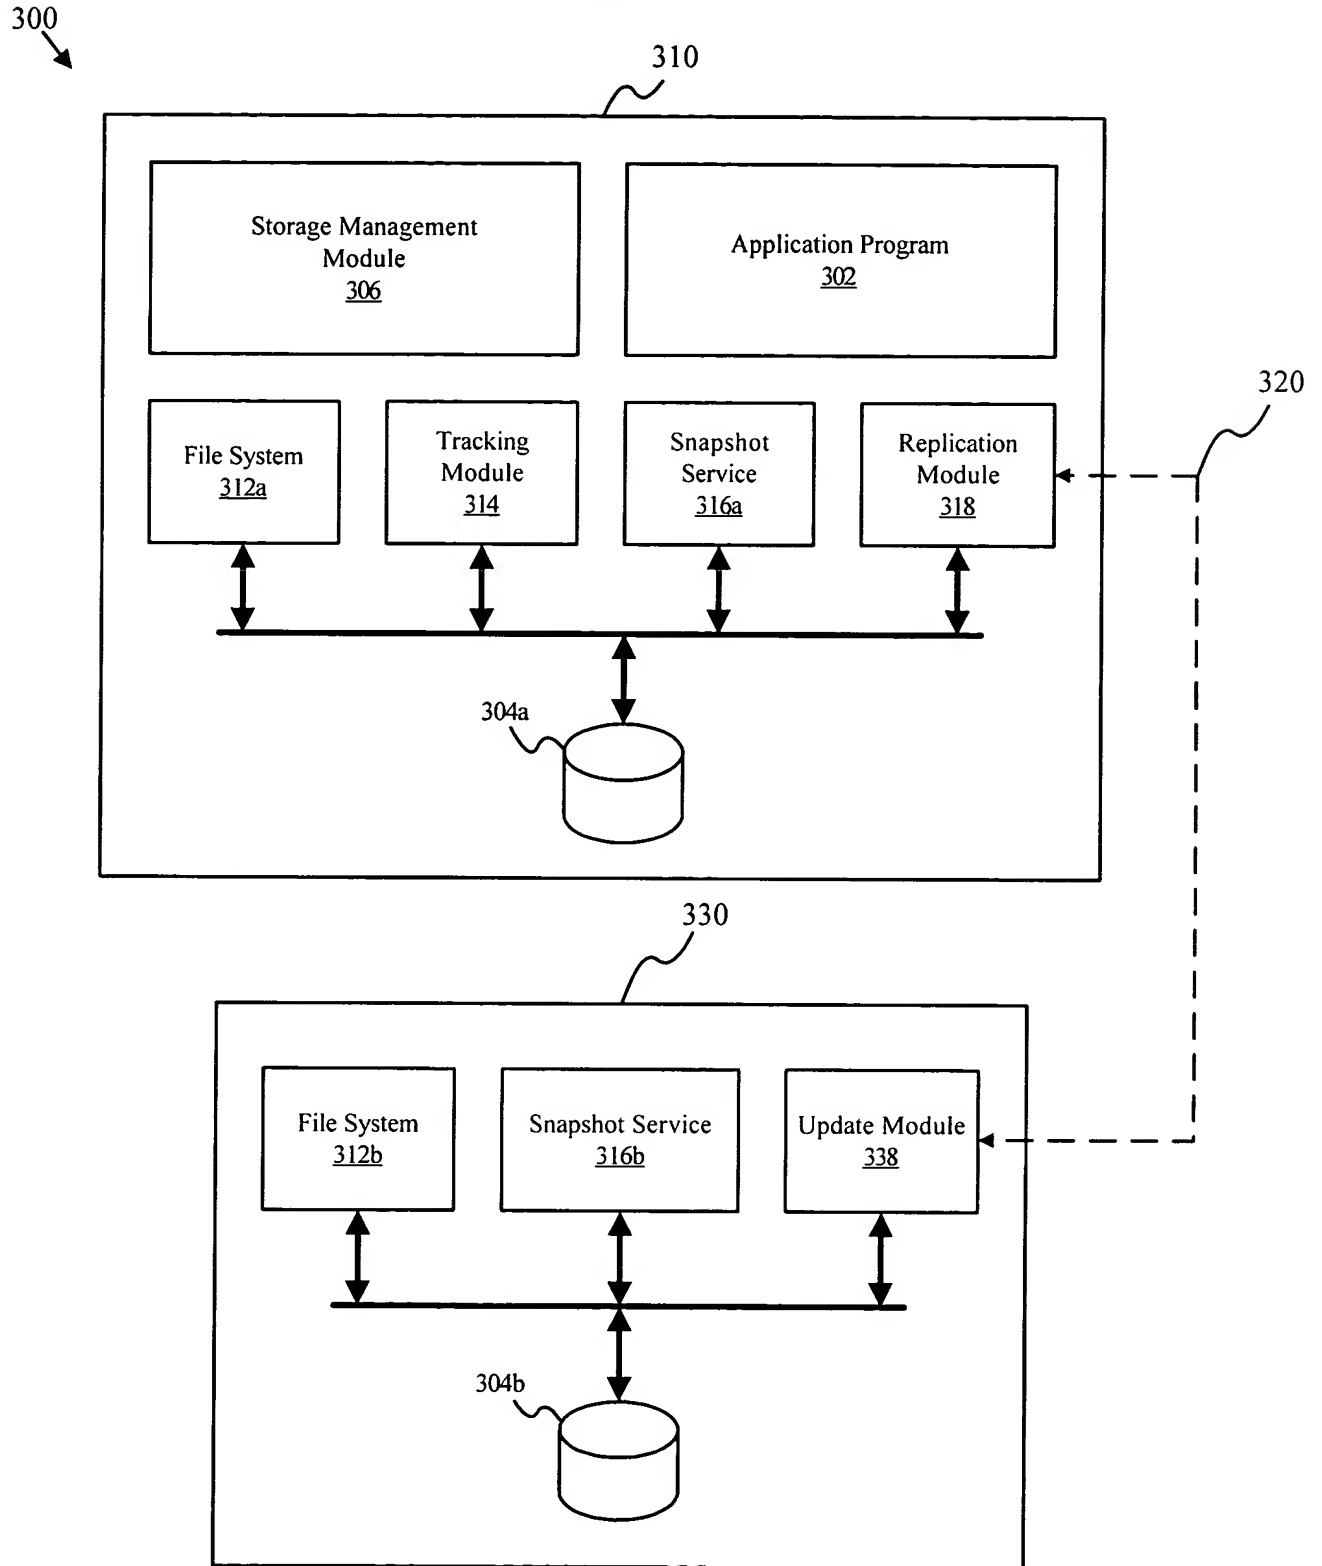 300
310
Storage Management
Module
306
Application Program
302
320
File System
312a
Tracking
Module
314
Snapshot
Service
316a
Replication
Module
318
304a
330
File System
312b
Snapshot Service
316b
Update Module
338
304b